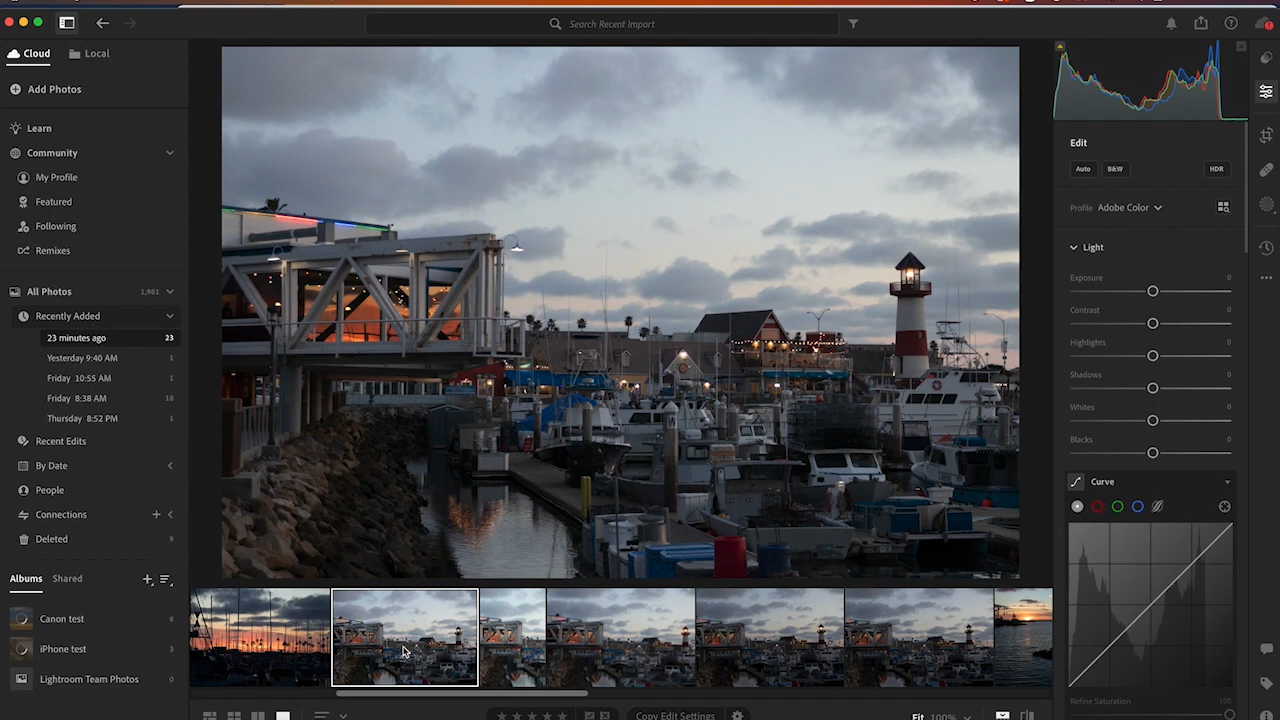 Search Recent Import
Cloud
Local
Add Photos
Learn
Community
My Profile
Featured
Following
Remixes
All Photos 1,981
Recently Added
23 minutes ago 23
Yesterday 9:40 AM 1
Friday 10:55 AM 1
Friday 8:38 AM 18
Thursday 8:52 PM 1
Recent Edits
By Date
People
Connections
Deleted 9
Albums Shared
Canon test 6
iPhone test 3
Lightroom Team Photos 0
Copy Edit Settings
Fit 100%
Edit
Auto B&W HDR
Profile Adobe Color
Light
Exposure 0
Contrast 0
Highlights 0
Shadows 0
Whites 0
Blacks 0
Curve
Refine Saturation 100